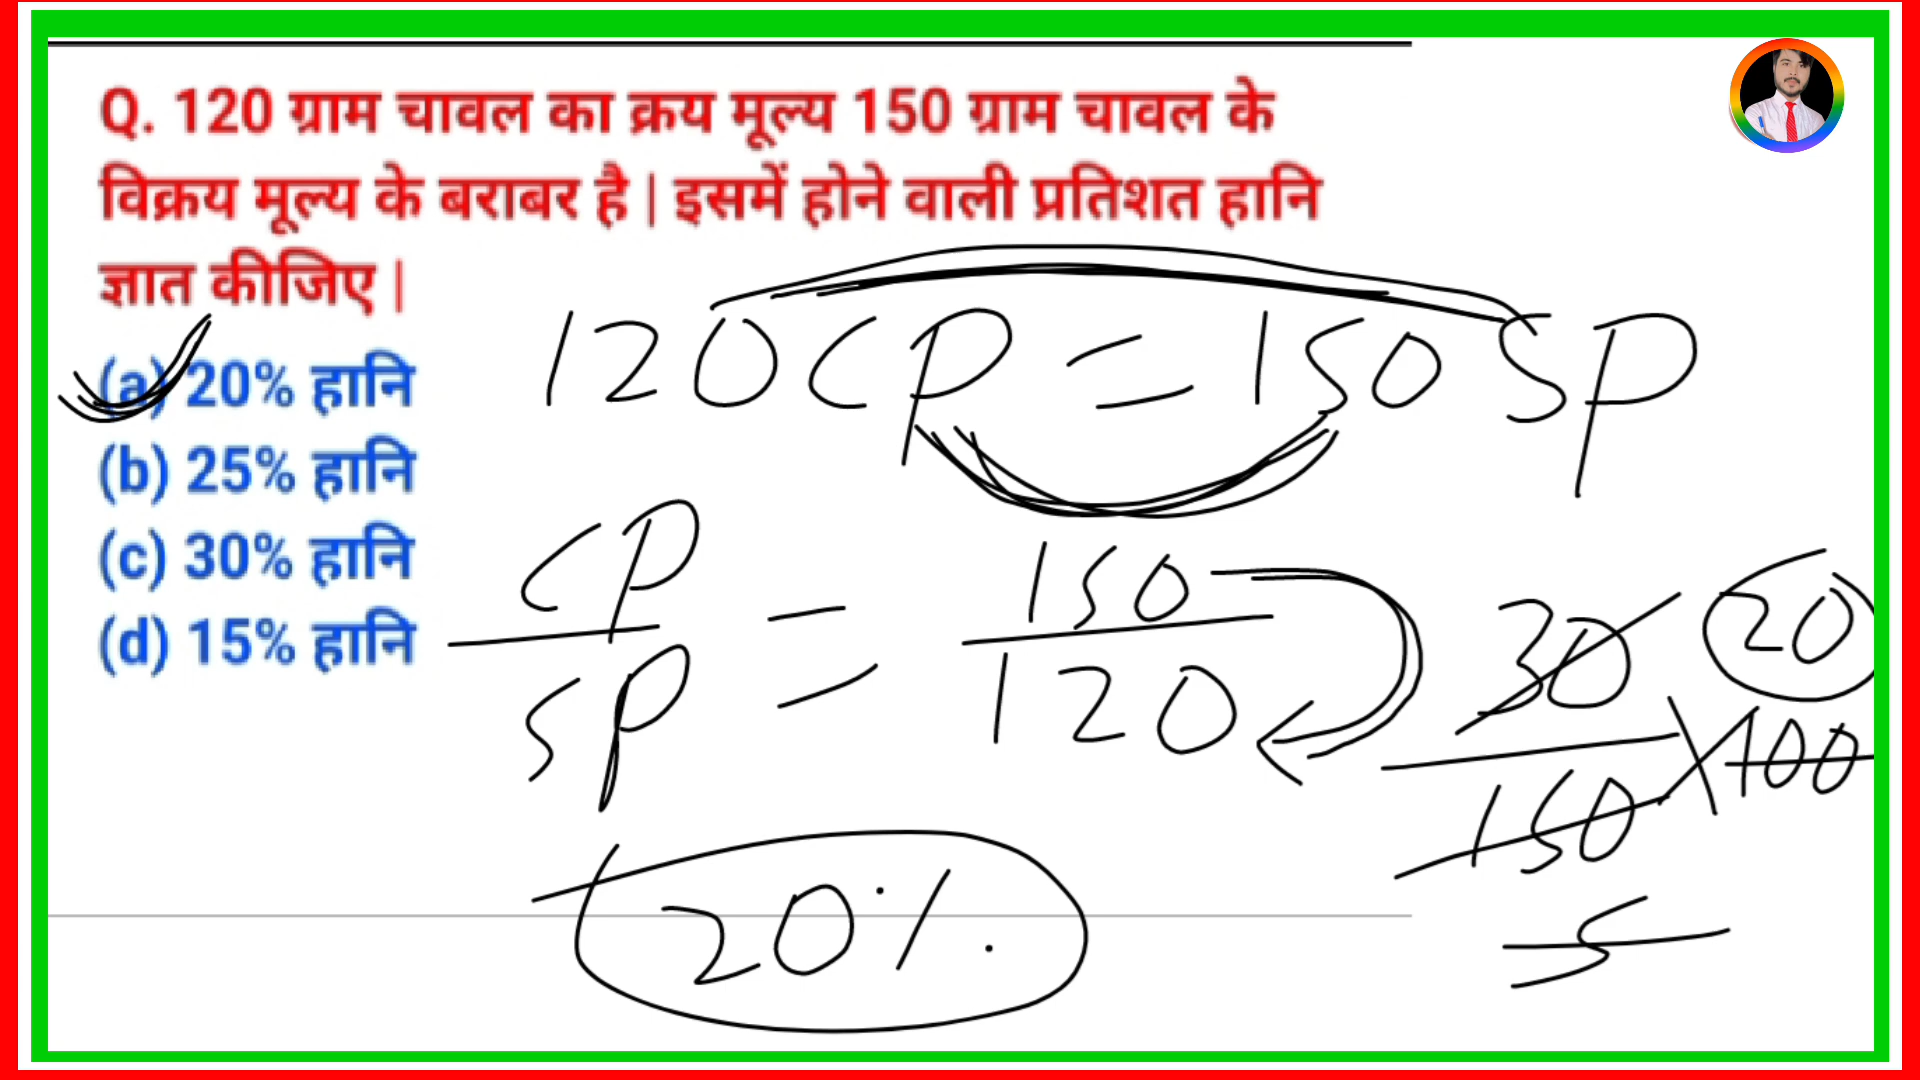 Q. 120 ग्राम चावल का क्रय मूल्य 150 ग्राम चावल के
विक्रय मूल्य के बराबर है | इसमें होने वाली प्रतिशत हानि
ज्ञात कीजिए |
(a) 20% हानि
(b) 25% हानि
(c) 30% हानि
(d) 15% हानि
120 CP = 150 SP
CP = 150
SP 120
30 20
150 × 100
5
20%